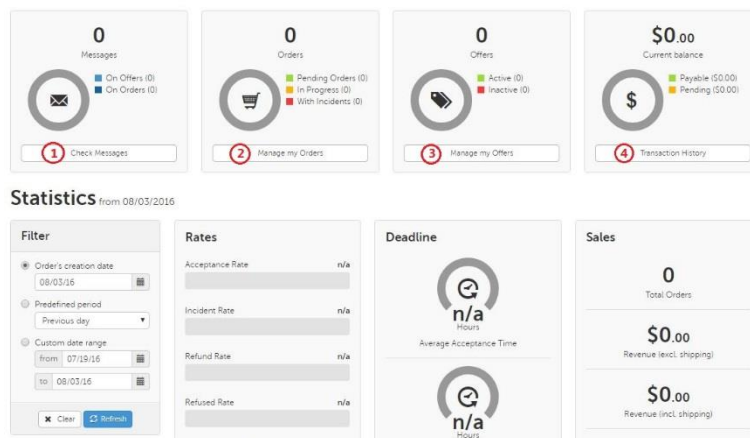 0
Messages
On Offers (0)
On Orders (0)
1 Check Messages
0
Orders
Pending Orders (0)
In Progress (0)
With Incidents (0)
2 Manage my Orders
0
Offers
Active (0)
Inactive (0)
3 Manage my Offers
$0.00
Current balance
$
Payable ($0.00)
Pending ($0.00)
4 Transaction History
Statistics from 08/03/2016
Filter
Order's creation date
08/03/16
Predefined period
Previous day
Custom date range
from 07/19/16
to 08/03/16
Clear Refresh
Rates
Acceptance Rate n/a
Incident Rate n/a
Refund Rate n/a
Refused Rate n/a
Deadline
n/a
Hours
Average Acceptance Time
n/a
Hours
Sales
0
Total Orders
$0.00
Revenue (excl. shipping)
$0.00
Revenue (incl. shipping)